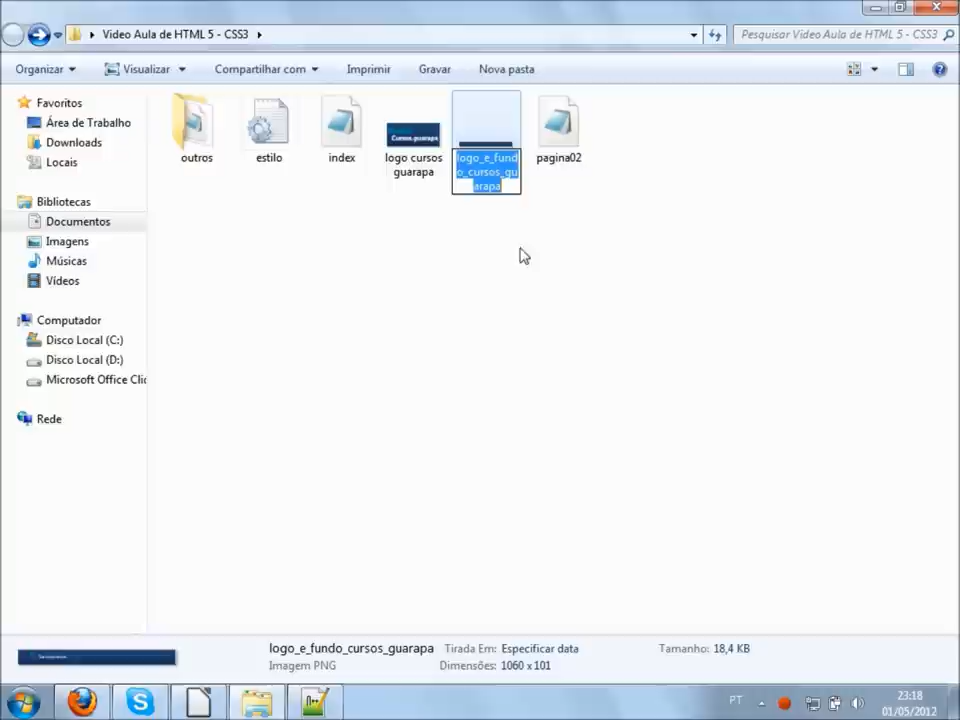 Video Aula de HTML 5 - CSS3
Pesquisar Video Aula de HTML 5 - CSS3
Organizar
Visualizar
Compartilhar com
Imprimir
Gravar
Nova pasta
Favoritos
Área de Trabalho
Downloads
Locais
Bibliotecas
Documentos
Imagens
Músicas
Vídeos
Computador
Disco Local (C:)
Disco Local (D:)
Microsoft Office Clic
Rede
outros
estilo
index
Cursos.guarapa
logo cursos
guarapa
logo_e_fund
o_cursos_gu
arapa
pagina02
logo_e_fundo_cursos_guarapa
Tirada Em: Especificar data
Tamanho: 18,4 KB
Imagem PNG
Dimensões: 1060 x 101
PT
23:18
01/05/2012